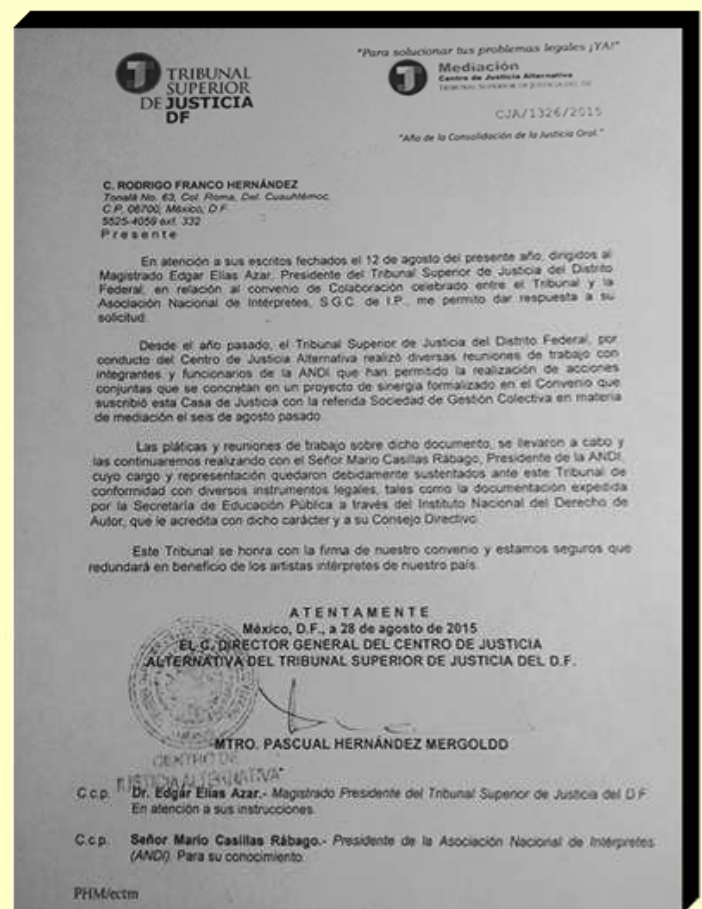 "Para solucionar tus problemas legales ¡YA!"
TRIBUNAL
SUPERIOR
DE JUSTICIA
DF
Mediación
Centro de Justicia Alternativa
TRIBUNAL SUPERIOR DE JUSTICIA DEL DF
CJA/1326/2015
"Año de la Consolidación de la Justicia Oral."
C. RODRIGO FRANCO HERNÁNDEZ
Tonalá No. 63, Col. Roma, Del. Cuauhtémoc,
C.P. 06700, México, D.F.
5525-4059 ext. 332
Presente
En atención a sus escritos fechados el 12 de agosto del presente año, dirigidos al
Magistrado Edgar Elías Azar, Presidente del Tribunal Superior de Justicia del Distrito
Federal, en relación al convenio de Colaboración celebrado entre el Tribunal y la
Asociación Nacional de Intérpretes, S.G.C. de I.P., me permito dar respuesta a su
solicitud.
Desde el año pasado, el Tribunal Superior de Justicia del Distrito Federal, por
conducto del Centro de Justicia Alternativa realizó diversas reuniones de trabajo con
integrantes y funcionarios de la ANDI que han permitido la realización de acciones
conjuntas que se concretan en un proyecto de sinergia formalizado en el Convenio que
suscribió esta Casa de Justicia con la referida Sociedad de Gestión Colectiva en materia
de mediación el seis de agosto pasado.
Las pláticas y reuniones de trabajo sobre dicho documento, se llevaron a cabo y
las continuaremos realizando con el Señor Mario Casillas Rábago, Presidente de la ANDI,
cuyo cargo y representación quedaron debidamente sustentados ante este Tribunal de
conformidad con diversos instrumentos legales, tales como la documentación expedida
por la Secretaría de Educación Pública a través del Instituto Nacional del Derecho de
Autor, que le acredita con dicho carácter y a su Consejo Directivo.
Este Tribunal se honra con la firma de nuestro convenio y estamos seguros que
redundará en beneficio de los artistas intérpretes de nuestro país.
ATENTAMENTE
México, D.F., a 28 de agosto de 2015
EL C. DIRECTOR GENERAL DEL CENTRO DE JUSTICIA
ALTERNATIVA DEL TRIBUNAL SUPERIOR DE JUSTICIA DEL D.F.
MTRO. PASCUAL HERNÁNDEZ MERGOLDD
CENTRO DE
JUSTICIA ALTERNATIVA
C.c.p. Dr. Edgar Elías Azar.- Magistrado Presidente del Tribunal Superior de Justicia del D.F.
En atención a sus instrucciones.
C.c.p. Señor Mario Casillas Rábago.- Presidente de la Asociación Nacional de Intérpretes
(ANDI). Para su conocimiento.
PHM/ectm